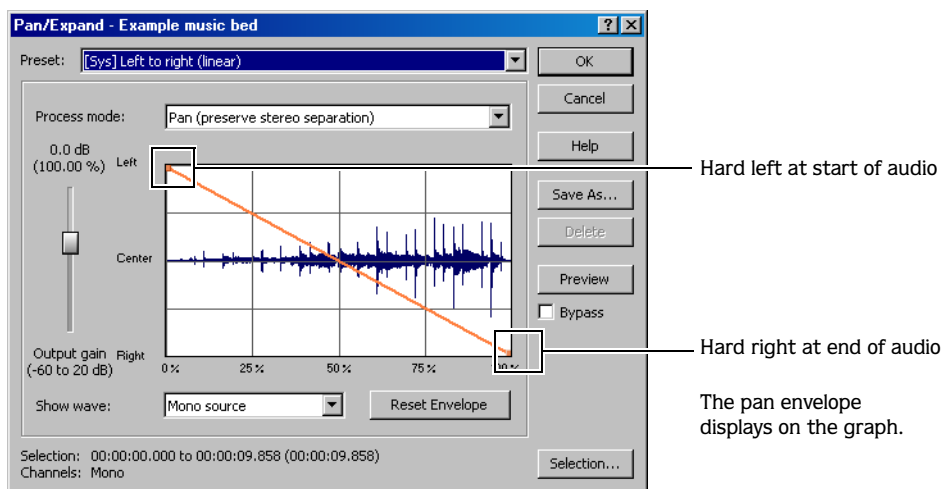 Pan/Expand - Example music bed
Preset: [Sys] Left to right (linear)
OK
Cancel
Process mode: Pan (preserve stereo separation)
Help
0.0 dB
(100.00 %)
Left
Hard left at start of audio
Save As...
Delete
Center
Preview
Bypass
Output gain
(-60 to 20 dB)
Right
Hard right at end of audio
0 % 25 % 50 % 75 %
The pan envelope
displays on the graph.
Show wave: Mono source
Reset Envelope
Selection: 00:00:00.000 to 00:00:09.858 (00:00:09.858)
Channels: Mono
Selection...